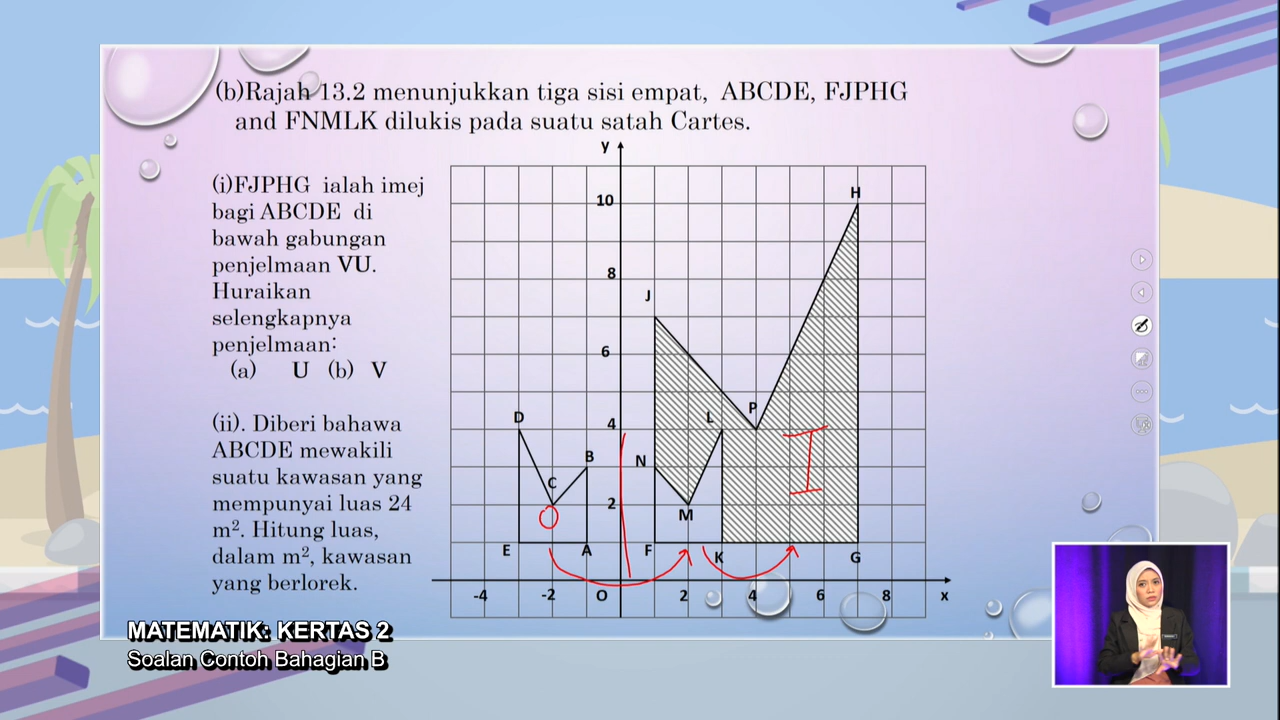 (b)Rajah 13.2 menunjukkan tiga sisi empat, ABCDE, FJPHG
and FNMLK dilukis pada suatu satah Cartes.
(i)FJPHG ialah imej
bagi ABCDE di
bawah gabungan
penjelmaan VU.
Huraikan
selengkapnya
penjelmaan:
(a) U (b) V
(ii). Diberi bahawa
ABCDE mewakili
suatu kawasan yang
mempunyai luas 24
m². Hitung luas,
dalam m², kawasan
yang berlorek.
y
H
10
8
J
6
D
4
L
P
B
N
C
2
M
O
I
E
A
F
K
G
-4
-2
O
2
4
6
8
x
MATEMATIK: KERTAS 2
Soalan Contoh Bahagian B